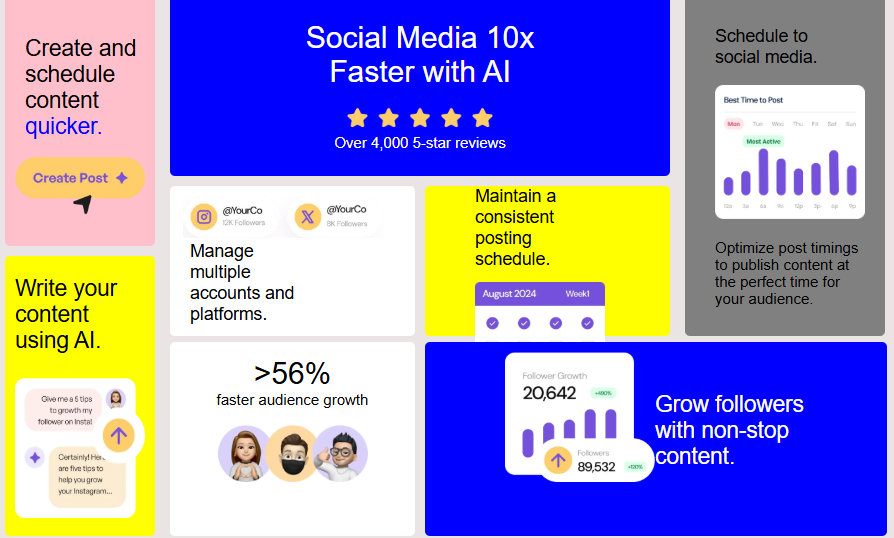 Create and
schedule
content
quicker.
Create Post
Social Media 10x
Faster with AI
Over 4,000 5-star reviews
Schedule to
social media.
Best Time to Post
Mon Tue Wed Thu Fri Sat Sun
Most Active
12a 3a 6a 9a 12p 3p 6p 9p
Optimize post timings
to publish content at
the perfect time for
your audience.
@YourCo
12K Followers
@YourCo
8K Followers
Manage
multiple
accounts and
platforms.
Maintain a
consistent
posting
schedule.
August 2024 Week1
Write your
content
using AI.
Give me a 5 tips
to growth my
follower on Insta!
Certainly! Here
are five tips to
help you grow
your Instagram...
>56%
faster audience growth
Follower Growth
20,642
Followers
89,532
Grow followers
with non-stop
content.